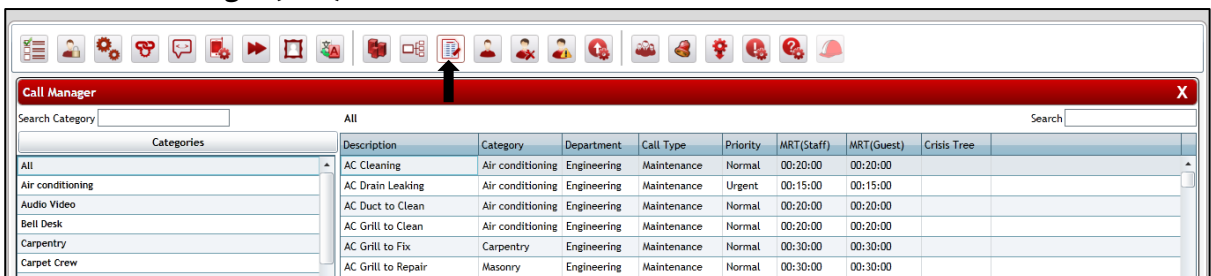 Call Manager X
Search Category All Search
Categories Description Category Department Call Type Priority MRT(Staff) MRT(Guest) Crisis Tree
All AC Cleaning Air conditioning Engineering Maintenance Normal 00:20:00 00:20:00
Air conditioning AC Drain Leaking Air conditioning Engineering Maintenance Urgent 00:15:00 00:15:00
Audio Video AC Duct to Clean Air conditioning Engineering Maintenance Normal 00:20:00 00:20:00
Bell Desk AC Grill to Clean Air conditioning Engineering Maintenance Normal 00:20:00 00:20:00
Carpentry AC Grill to Fix Carpentry Engineering Maintenance Normal 00:30:00 00:30:00
Carpet Crew AC Grill to Repair Masonry Engineering Maintenance Normal 00:30:00 00:30:00